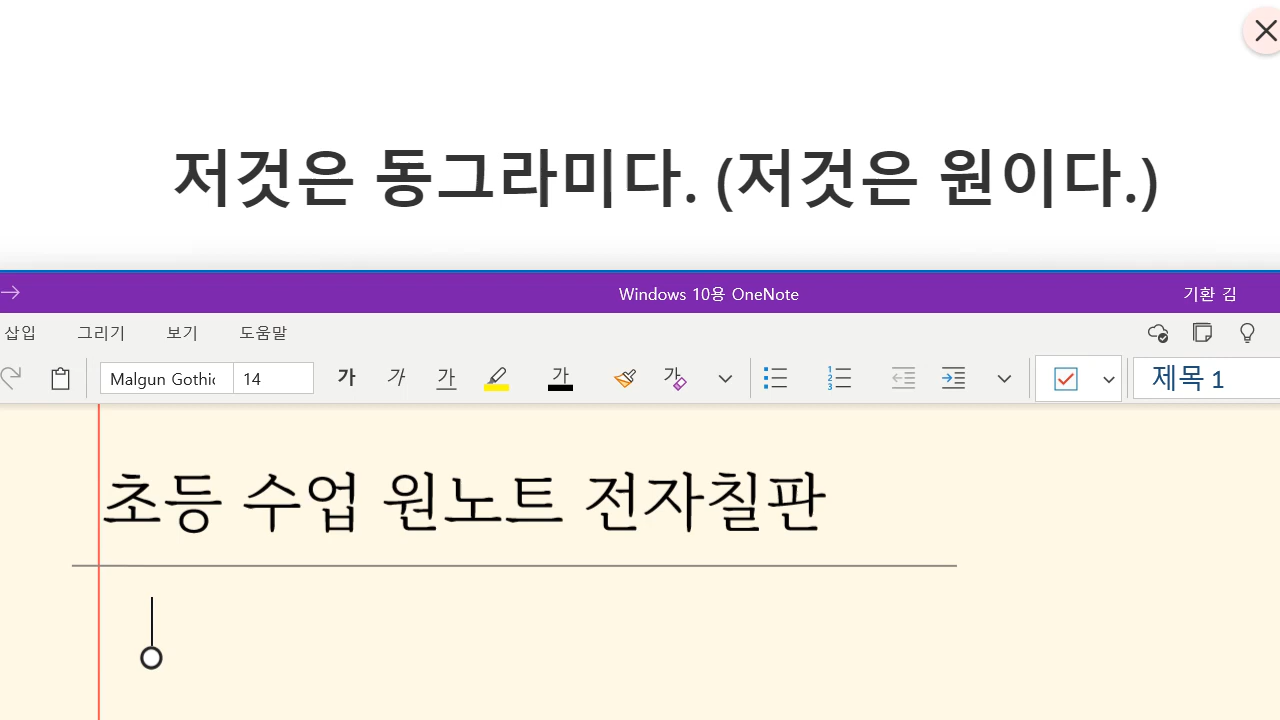 저것은 동그라미다. (저것은 원이다.)
Windows 10용 OneNote 기환 김
삽입 그리기 보기 도움말
Malgun Gothi 14 가 가 가 가 가 제목 1
초등 수업 원노트 전자칠판